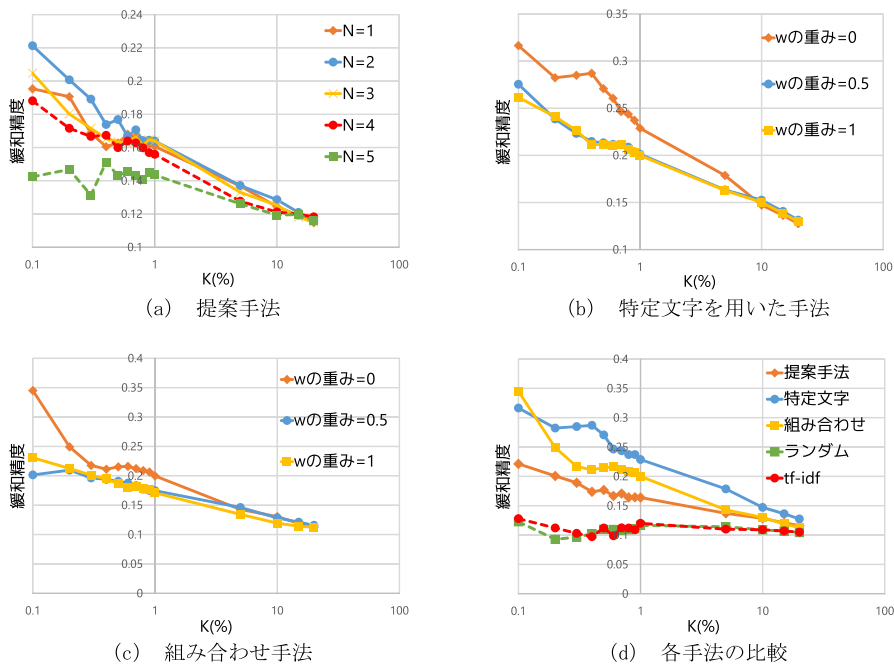 0.24
0.22
0.2
0.18
0.16
0.14
0.12
0.1
緩和精度
N=1
N=2
N=3
N=4
N=5
0.1
1
10
100
K(%)
(a) 提案手法
0.35
0.3
0.25
0.2
0.15
0.1
緩和精度
wの重み=0
wの重み=0.5
wの重み=1
0.1
1
10
100
K(%)
(b) 特定文字を用いた手法
0.4
0.35
0.3
0.25
0.2
0.15
0.1
0.05
0
緩和精度
wの重み=0
wの重み=0.5
wの重み=1
0.1
1
10
100
K(%)
(c) 組み合わせ手法
0.4
0.35
0.3
0.25
0.2
0.15
0.1
0.05
0
緩和精度
提案手法
特定文字
組み合わせ
ランダム
tf-idf
0.1
1
10
100
K(%)
(d) 各手法の比較